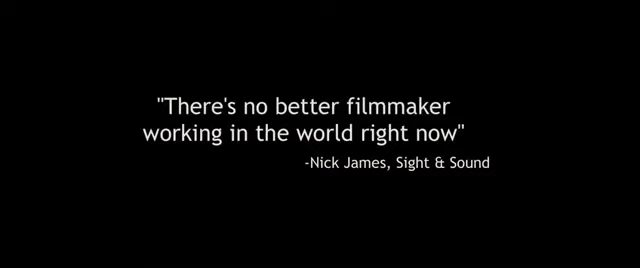 "There's no better filmmaker
working in the world right now"
-Nick James, Sight & Sound